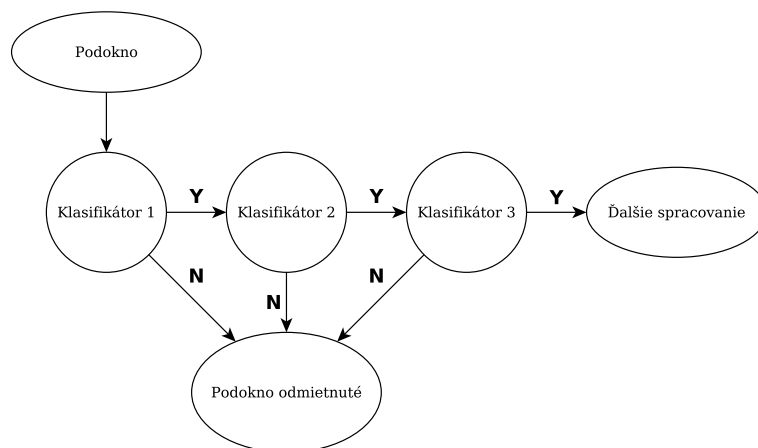 Podokno
Klasifikátor 1
Y
Klasifikátor 2
Y
Klasifikátor 3
Y
Ďalšie spracovanie
N
N
N
Podokno odmietnuté